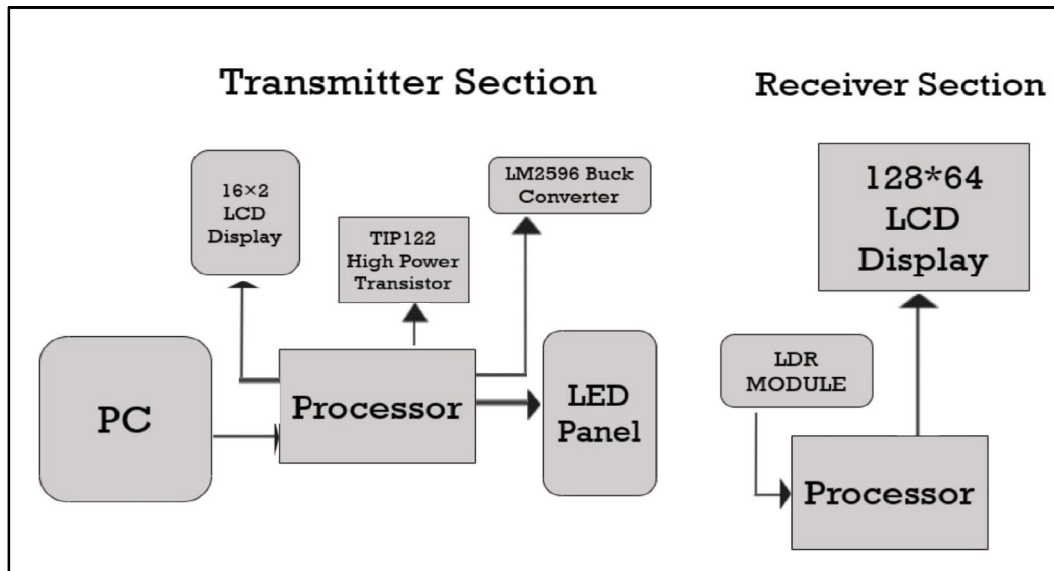 Transmitter Section
Receiver Section
16×2
LCD
Display
TIP122
High Power
Transistor
LM2596 Buck
Converter
PC
Processor
LED
Panel
128*64
LCD
Display
LDR
MODULE
Processor